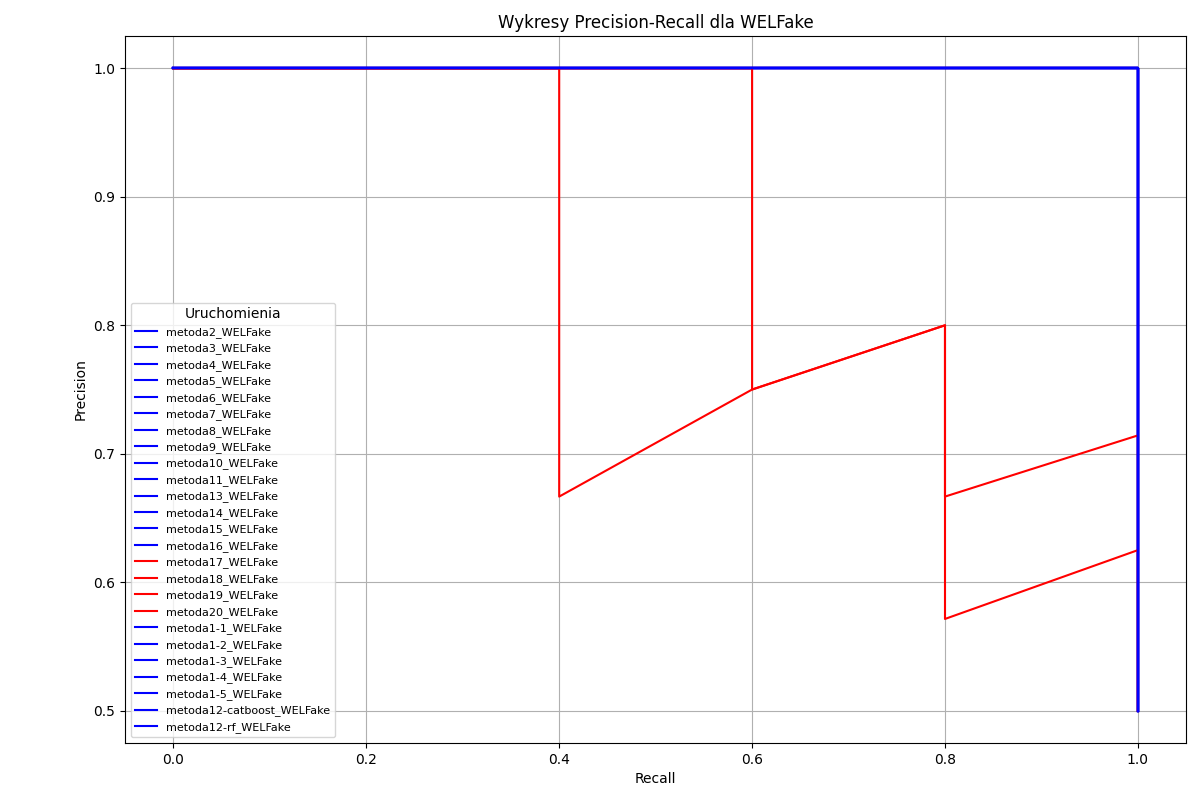 Wykresy Precision-Recall dla WELFake
1.0
0.9
0.8
0.7
0.6
0.5
Precision
Uruchomienia
metoda2_WELFake
metoda3_WELFake
metoda4_WELFake
metoda5_WELFake
metoda6_WELFake
metoda7_WELFake
metoda8_WELFake
metoda9_WELFake
metoda10_WELFake
metoda11_WELFake
metoda13_WELFake
metoda14_WELFake
metoda15_WELFake
metoda16_WELFake
metoda17_WELFake
metoda18_WELFake
metoda19_WELFake
metoda20_WELFake
metoda1-1_WELFake
metoda1-2_WELFake
metoda1-3_WELFake
metoda1-4_WELFake
metoda1-5_WELFake
metoda12-catboost_WELFake
metoda12-rf_WELFake
0.0 0.2 0.4 0.6 0.8 1.0
Recall